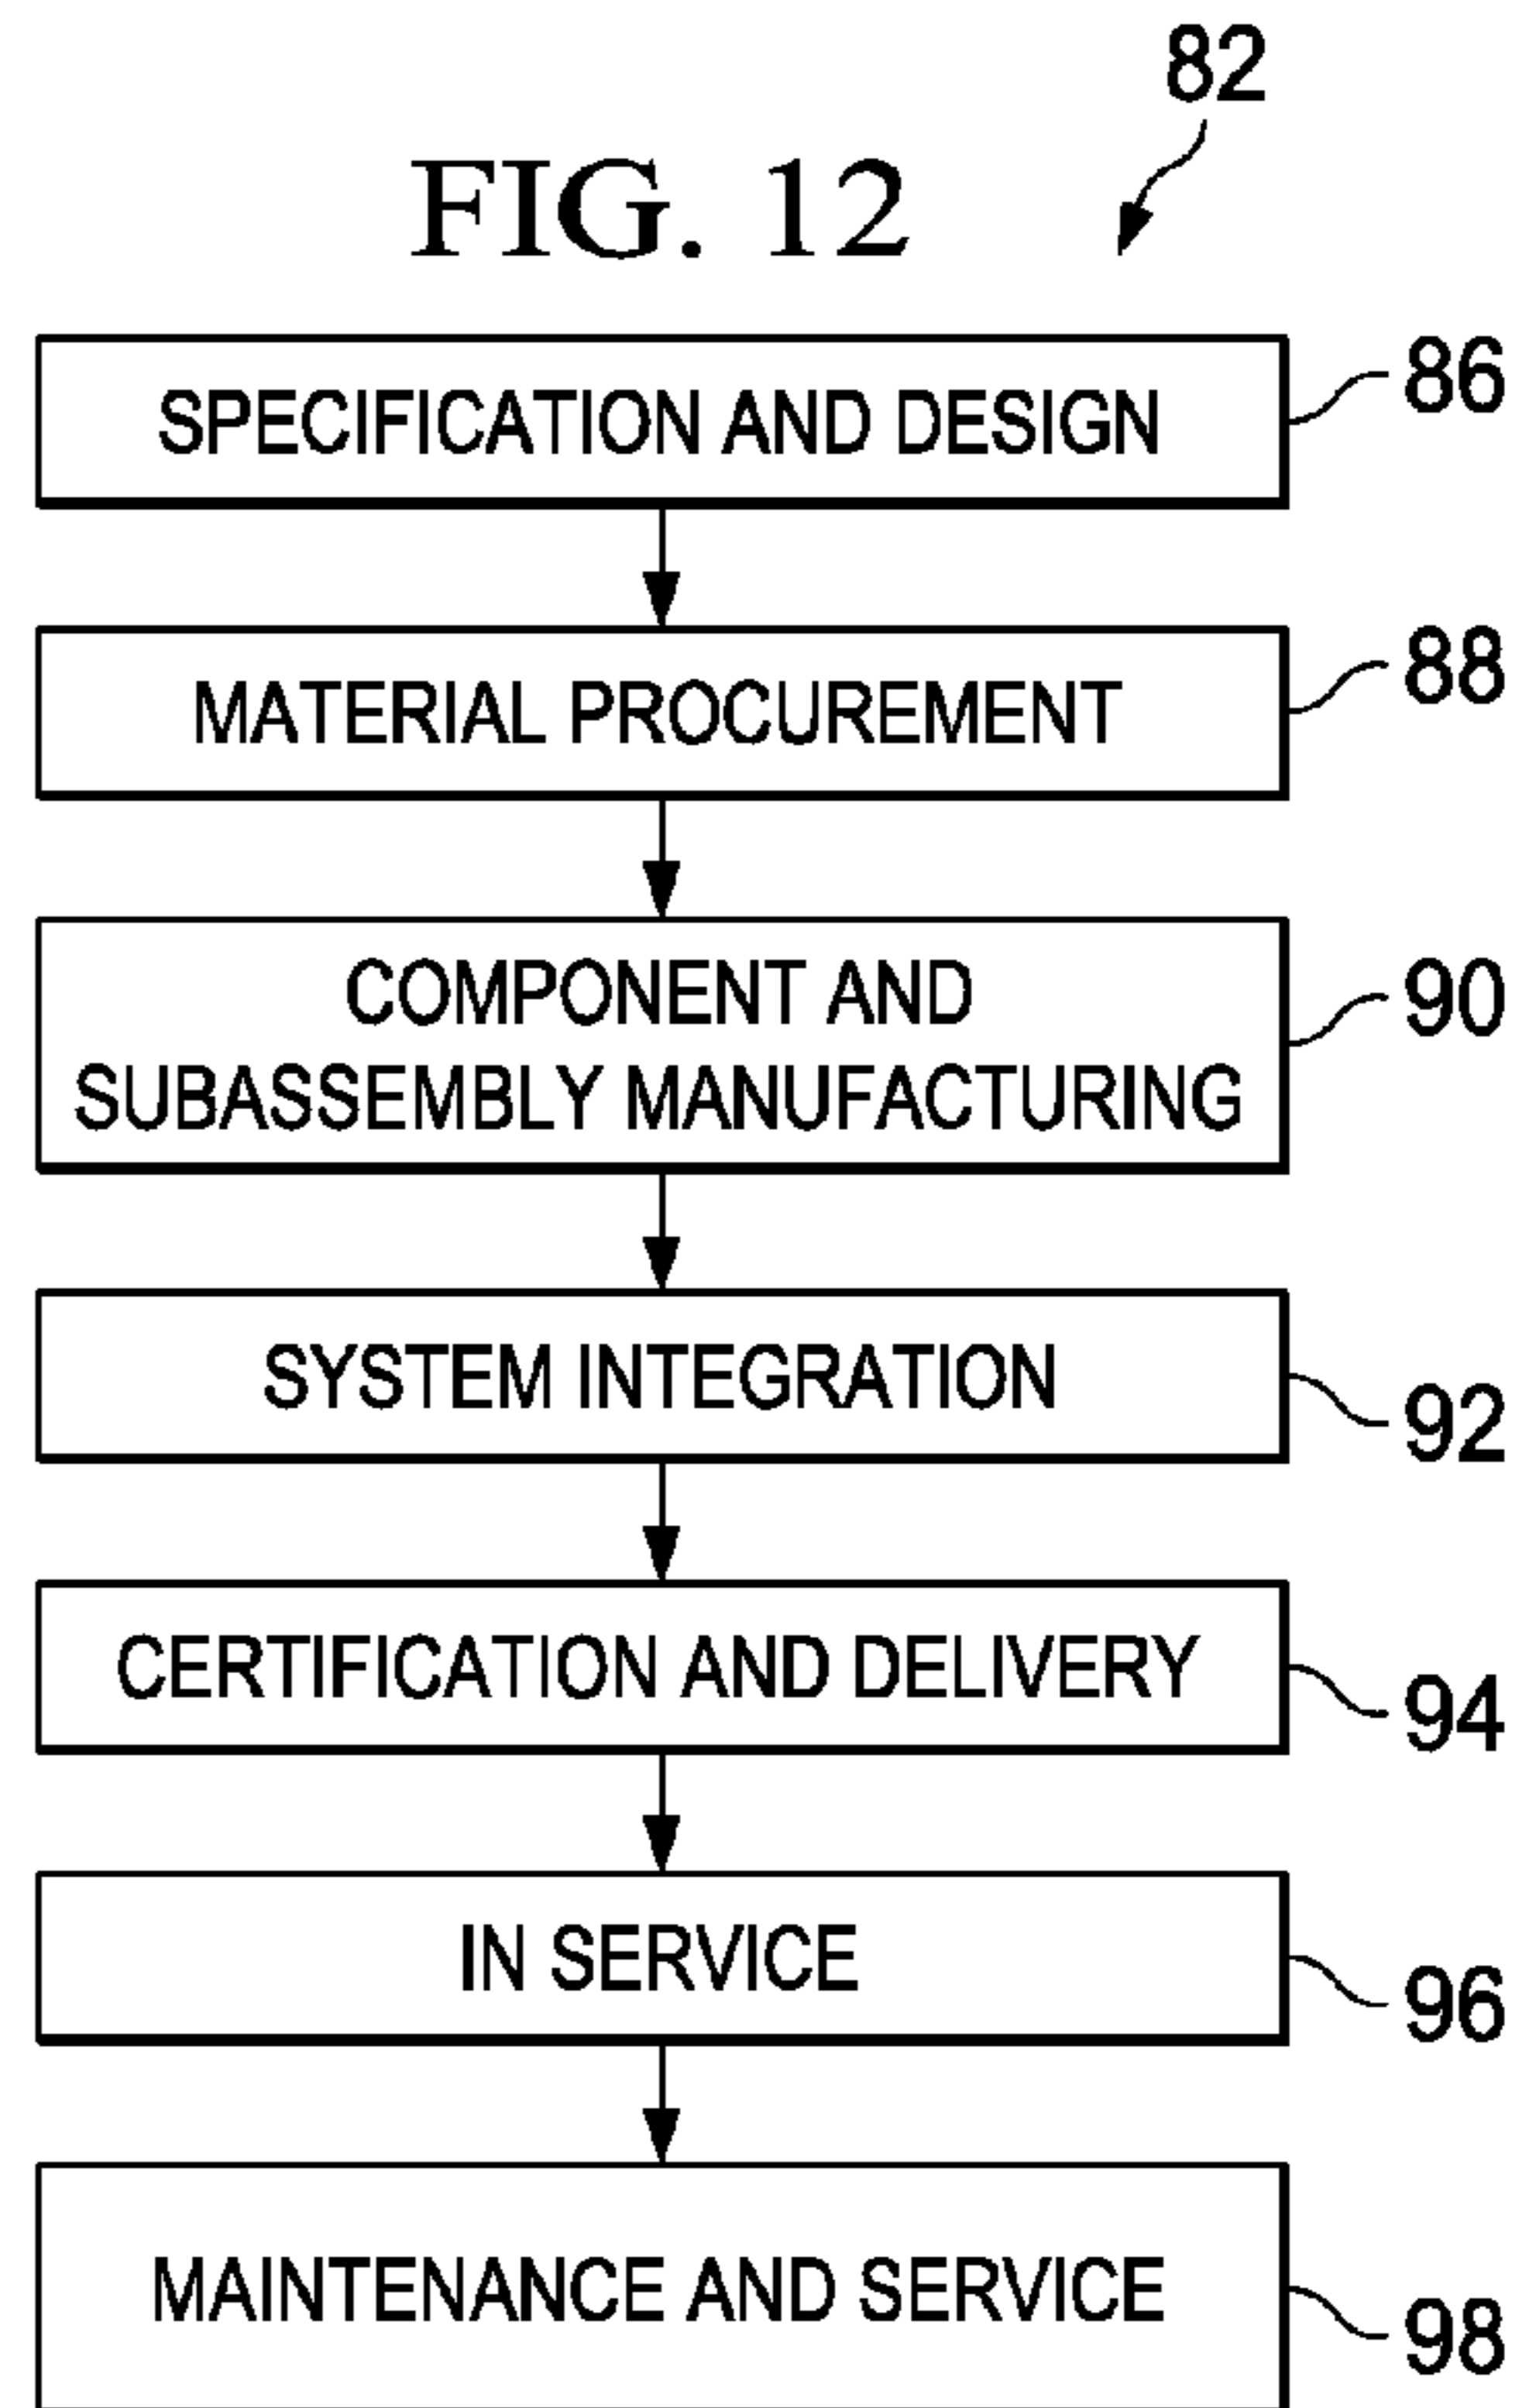 82
FIG. 12
SPECIFICATION AND DESIGN
86
MATERIAL PROCUREMENT
88
COMPONENT AND
SUBASSEMBLY MANUFACTURING
90
SYSTEM INTEGRATION
92
CERTIFICATION AND DELIVERY
94
IN SERVICE
96
MAINTENANCE AND SERVICE
98